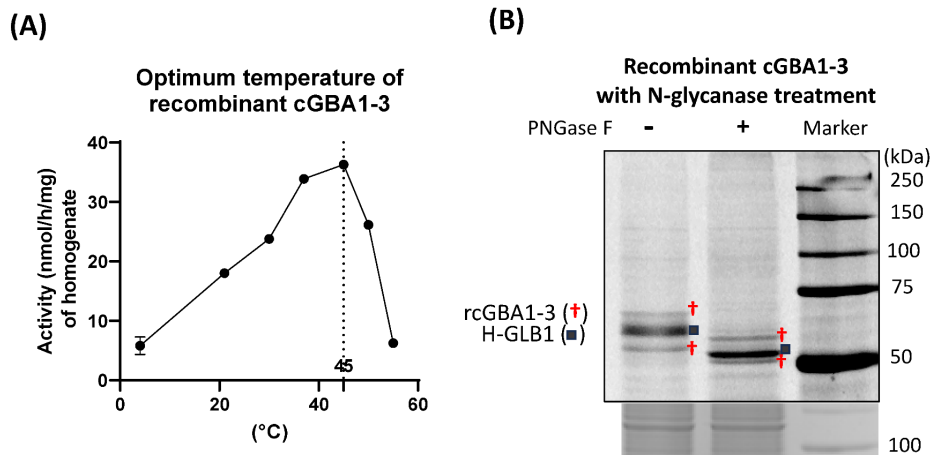 (A)
Optimum temperature of
recombinant cGBA1-3
Activity (nmol/h/mg)
of homogenate
40
30
20
10
0
45
0 20 40 60
(°C)
(B)
Recombinant cGBA1-3
with N-glycanase treatment
PNGase F - + Marker
(kDa)
250
150
100
75
rcGBA1-3 (†)
H-GLB1 (■)
† ■ †
† ■ †
50
100